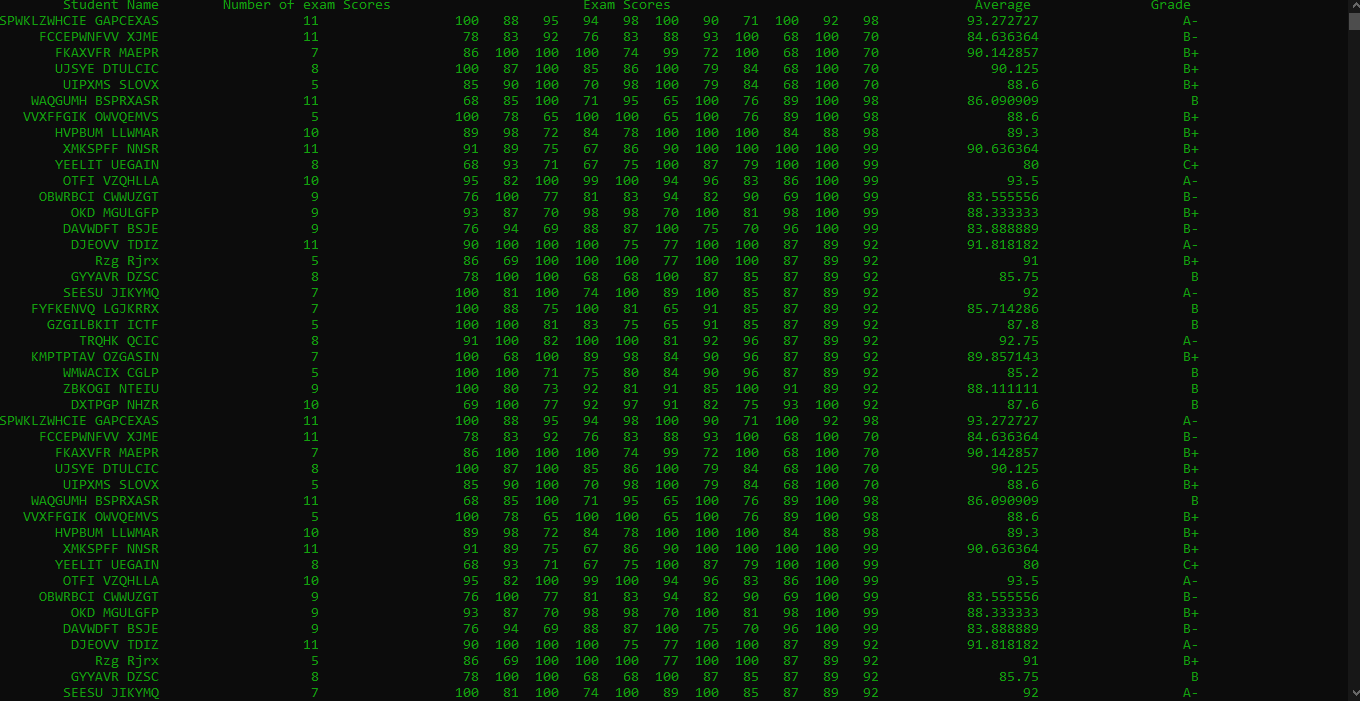 Student Name Number of exam Scores Exam Scores Average Grade
SPWKLZWHCIE GAPCEXAS 11 100 88 95 94 98 100 90 71 100 92 98 93.272727 A-
FCCEPWNFVV XJME 11 78 83 92 76 83 88 93 100 68 100 70 84.636364 B-
FKAXVFR MAEPR 7 86 100 100 100 74 99 72 100 68 100 70 90.142857 B+
UJSYE DTULCIC 8 100 87 100 85 86 100 79 84 68 100 70 90.125 B+
UIPXMS SLOVX 5 85 90 100 70 98 100 79 84 68 100 70 88.6 B+
WAQGUMH BSPRXASR 11 68 85 100 71 95 65 100 76 89 100 98 86.090909 B
VVXFFGIK OWVQEMVS 5 100 78 65 100 100 65 100 76 89 100 98 88.6 B+
HVPBUM LLWMAR 10 89 98 72 84 78 100 100 100 84 88 98 89.3 B+
XMKSPFF NNSR 11 91 89 75 67 86 90 100 100 100 100 99 90.636364 B+
YEELIT UEGAIN 8 68 93 71 67 75 100 87 79 100 100 99 80 C+
OTFI VZQHLLA 10 95 82 100 99 100 94 96 83 86 100 99 93.5 A-
OBWRBCI CWWUZGT 9 76 100 77 81 83 94 82 90 69 100 99 83.555556 B-
OKD MGULGFP 9 93 87 70 98 98 70 100 81 98 100 99 88.333333 B+
DAVWDFT BSJE 9 76 94 69 88 87 100 75 70 96 100 99 83.888889 B-
DJEOVV TDIZ 11 90 100 100 100 75 77 100 100 87 89 92 91.818182 A-
Rzg Rjrx 5 86 69 100 100 100 77 100 100 87 89 92 91 B+
GYYAVR DZSC 8 78 100 100 68 68 100 87 85 87 89 92 85.75 B
SEESU JIKYMQ 7 100 81 100 74 100 89 100 85 87 89 92 92 A-
FYFKENVQ LGJKRRX 7 100 88 75 100 81 65 91 85 87 89 92 85.714286 B
GZGILBKIT ICTF 5 100 100 81 83 75 65 91 85 87 89 92 87.8 B
TRQHK QCIC 8 91 100 82 100 100 81 92 96 87 89 92 92.75 A-
KMPTPTAV OZGASIN 7 100 68 100 89 98 84 90 96 87 89 92 89.857143 B+
WMWACIX CGLP 5 100 100 71 75 80 84 90 96 87 89 92 85.2 B
ZBKOGI NTEIU 9 100 80 73 92 81 91 85 100 91 89 92 88.111111 B
DXTPGP NHZR 10 69 100 77 92 97 91 82 75 93 100 92 87.6 B
SPWKLZWHCIE GAPCEXAS 11 100 88 95 94 98 100 90 71 100 92 98 93.272727 A-
FCCEPWNFVV XJME 11 78 83 92 76 83 88 93 100 68 100 70 84.636364 B-
FKAXVFR MAEPR 7 86 100 100 100 74 99 72 100 68 100 70 90.142857 B+
UJSYE DTULCIC 8 100 87 100 85 86 100 79 84 68 100 70 90.125 B+
UIPXMS SLOVX 5 85 90 100 70 98 100 79 84 68 100 70 88.6 B+
WAQGUMH BSPRXASR 11 68 85 100 71 95 65 100 76 89 100 98 86.090909 B
VVXFFGIK OWVQEMVS 5 100 78 65 100 100 65 100 76 89 100 98 88.6 B+
HVPBUM LLWMAR 10 89 98 72 84 78 100 100 100 84 88 98 89.3 B+
XMKSPFF NNSR 11 91 89 75 67 86 90 100 100 100 100 99 90.636364 B+
YEELIT UEGAIN 8 68 93 71 67 75 100 87 79 100 100 99 80 C+
OTFI VZQHLLA 10 95 82 100 99 100 94 96 83 86 100 99 93.5 A-
OBWRBCI CWWUZGT 9 76 100 77 81 83 94 82 90 69 100 99 83.555556 B-
OKD MGULGFP 9 93 87 70 98 98 70 100 81 98 100 99 88.333333 B+
DAVWDFT BSJE 9 76 94 69 88 87 100 75 70 96 100 99 83.888889 B-
DJEOVV TDIZ 11 90 100 100 100 75 77 100 100 87 89 92 91.818182 A-
Rzg Rjrx 5 86 69 100 100 100 77 100 100 87 89 92 91 B+
GYYAVR DZSC 8 78 100 100 68 68 100 87 85 87 89 92 85.75 B
SEESU JIKYMQ 7 100 81 100 74 100 89 100 85 87 89 92 92 A-